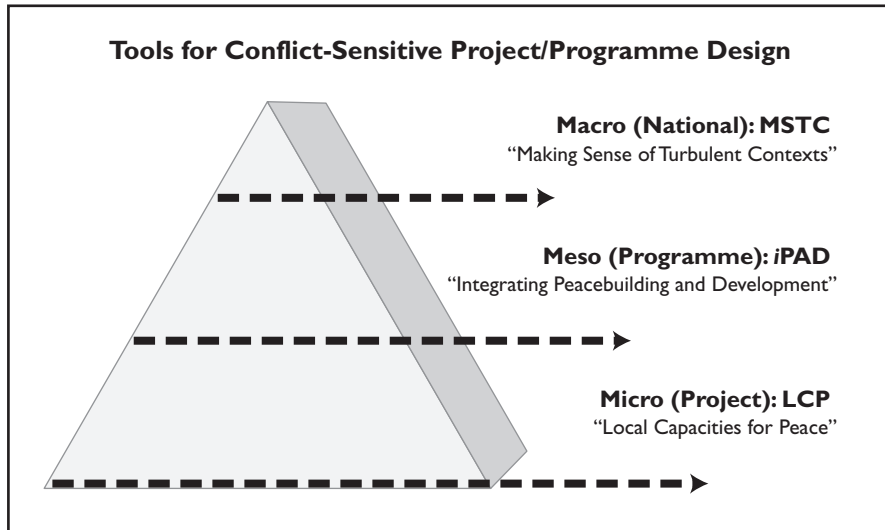 Tools for Conflict-Sensitive Project/Programme Design
Macro (National): MSTC
“Making Sense of Turbulent Contexts”
Meso (Programme): iPAD
“Integrating Peacebuilding and Development”
Micro (Project): LCP
“Local Capacities for Peace”